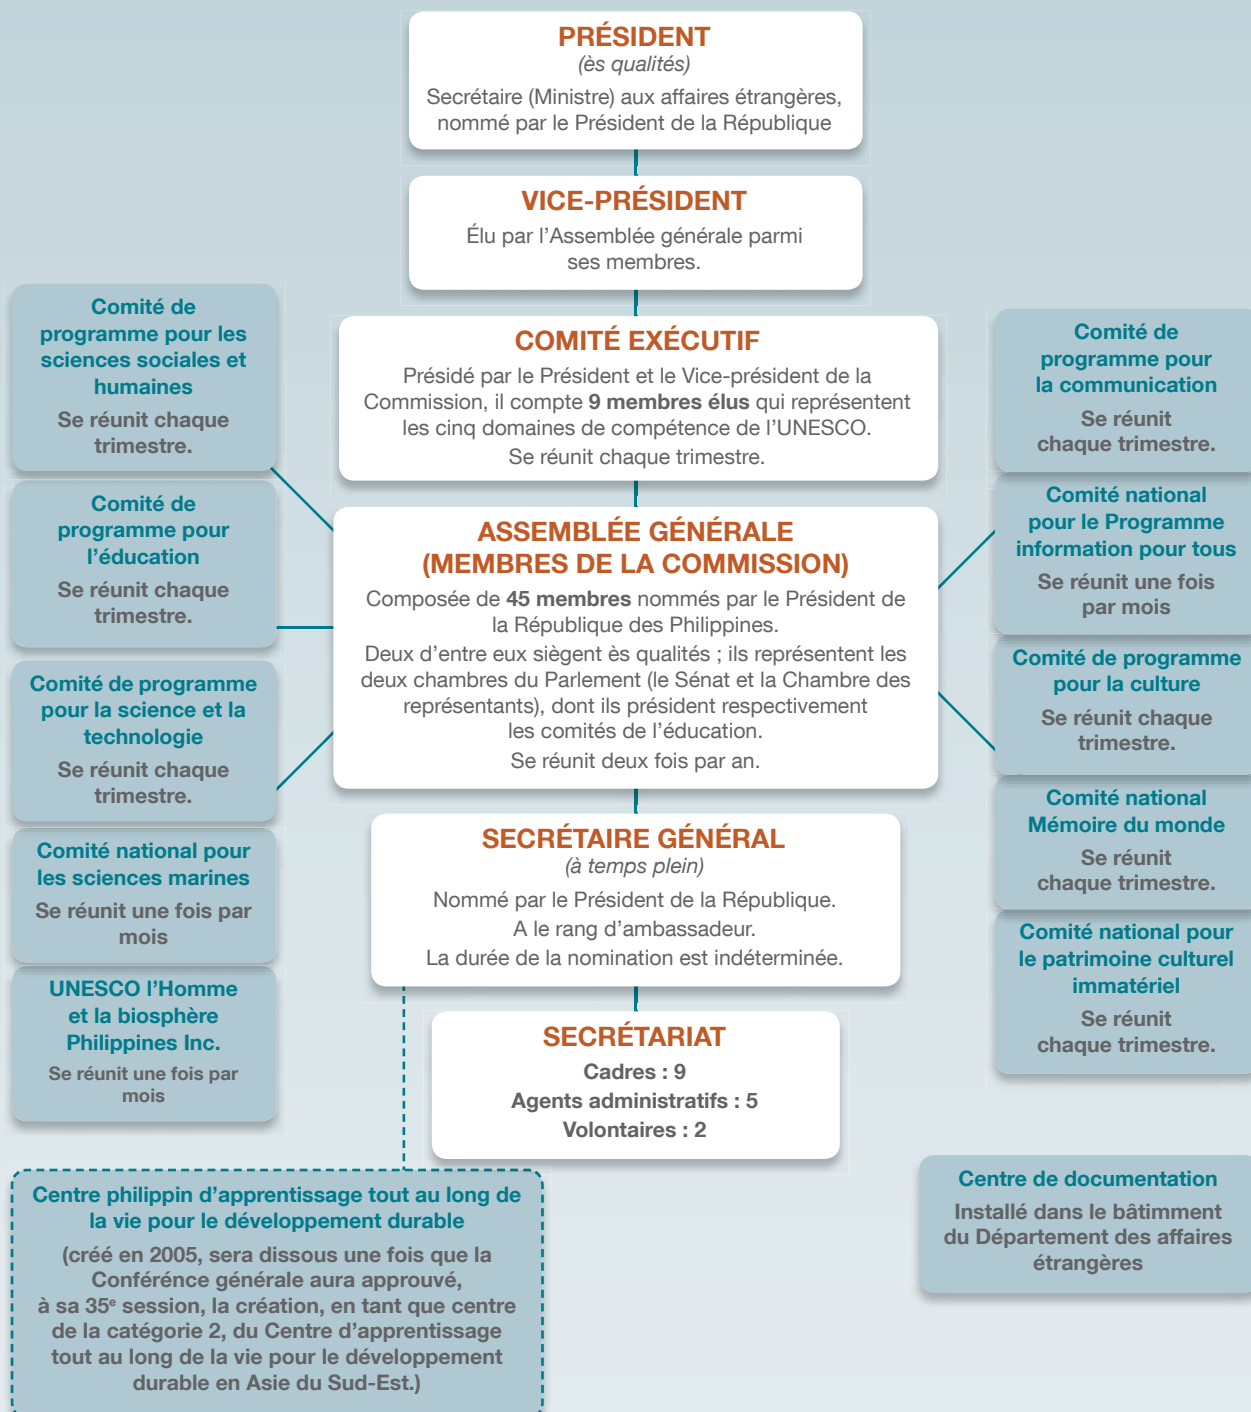 PRÉSIDENT
(ès qualités)
Secrétaire (Ministre) aux affaires étrangères,
nommé par le Président de la République
VICE-PRÉSIDENT
Élu par l’Assemblée générale parmi
ses membres.
COMITÉ EXÉCUTIF
Présidé par le Président et le Vice-président de la
Commission, il compte 9 membres élus qui représentent
les cinq domaines de compétence de l’UNESCO.
Se réunit chaque trimestre.
ASSEMBLÉE GÉNÉRALE
(MEMBRES DE LA COMMISSION)
Composée de 45 membres nommés par le Président de
la République des Philippines.
Deux d’entre eux siègent ès qualités ; ils représentent les
deux chambres du Parlement (le Sénat et la Chambre des
représentants), dont ils président respectivement
les comités de l’éducation.
Se réunit deux fois par an.
SECRÉTAIRE GÉNÉRAL
(à temps plein)
Nommé par le Président de la République.
A le rang d’ambassadeur.
La durée de la nomination est indéterminée.
SECRÉTARIAT
Cadres : 9
Agents administratifs : 5
Volontaires : 2
Comité de
programme pour les
sciences sociales et
humaines
Se réunit chaque
trimestre.
Comité de
programme pour
l’éducation
Se réunit chaque
trimestre.
Comité de programme
pour la science et la
technologie
Se réunit chaque
trimestre.
Comité national pour
les sciences marines
Se réunit une fois par
mois
UNESCO l’Homme
et la biosphère
Philippines Inc.
Se réunit une fois par
mois
Comité de
programme pour
la communication
Se réunit
chaque trimestre.
Comité national
pour le Programme
information pour tous
Se réunit une fois
par mois
Comité de programme
pour la culture
Se réunit chaque
trimestre.
Comité national
Mémoire du monde
Se réunit
chaque trimestre.
Comité national pour
le patrimoine culturel
immatériel
Se réunit
chaque trimestre.
Centre philippin d’apprentissage tout au long de
la vie pour le développement durable
(créé en 2005, sera dissous une fois que la
Conférénce générale aura approuvé,
à sa 35e session, la création, en tant que centre
de la catégorie 2, du Centre d’apprentissage
tout au long de la vie pour le développement
durable en Asie du Sud-Est.)
Centre de documentation
Installé dans le bâtimment
du Département des affaires
étrangères